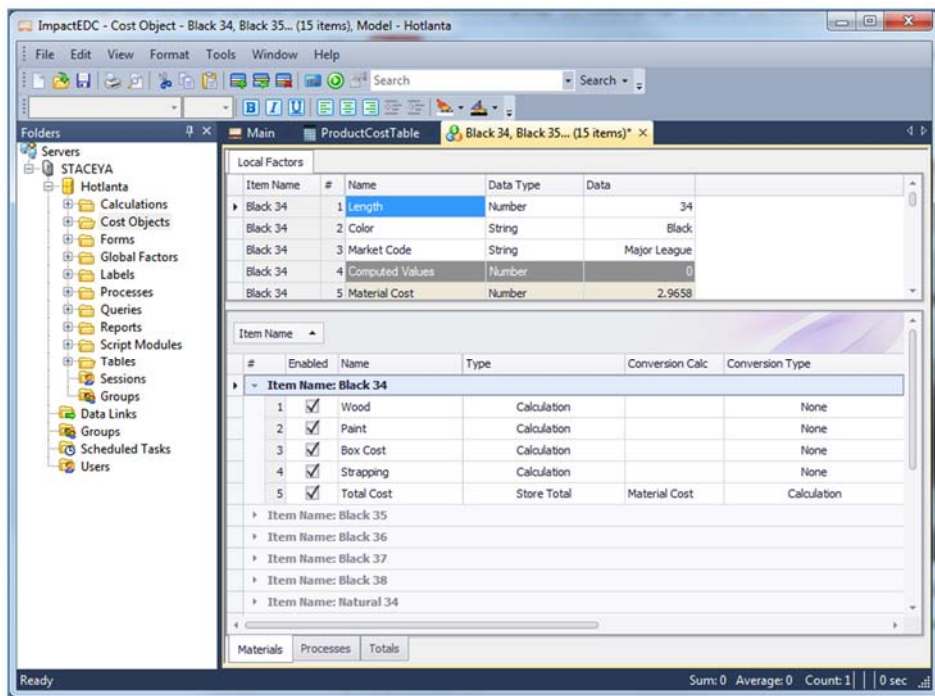 ImpactEDC - Cost Object - Black 34, Black 35... (15 items), Model - Hotlanta
File Edit View Format Tools Window Help
Search Search
B I U
Folders
Main ProductCostTable Black 34, Black 35... (15 items)*
Servers
STACEYA
Hotlanta
Calculations
Cost Objects
Forms
Global Factors
Labels
Processes
Queries
Reports
Script Modules
Tables
Sessions
Groups
Data Links
Groups
Scheduled Tasks
Users
Local Factors
Item Name # Name Data Type Data
Black 34 1 Length Number 34
Black 34 2 Color String Black
Black 34 3 Market Code String Major League
Black 34 4 Computed Values Number 0
Black 34 5 Material Cost Number 2.9658
Item Name
# Enabled Name Type Conversion Calc Conversion Type
Item Name: Black 34
1 Wood Calculation None
2 Paint Calculation None
3 Box Cost Calculation None
4 Strapping Calculation None
5 Total Cost Store Total Material Cost Calculation
Item Name: Black 35
Item Name: Black 36
Item Name: Black 37
Item Name: Black 38
Item Name: Natural 34
Materials Processes Totals
Ready Sum: 0 Average: 0 Count: 1 0 sec